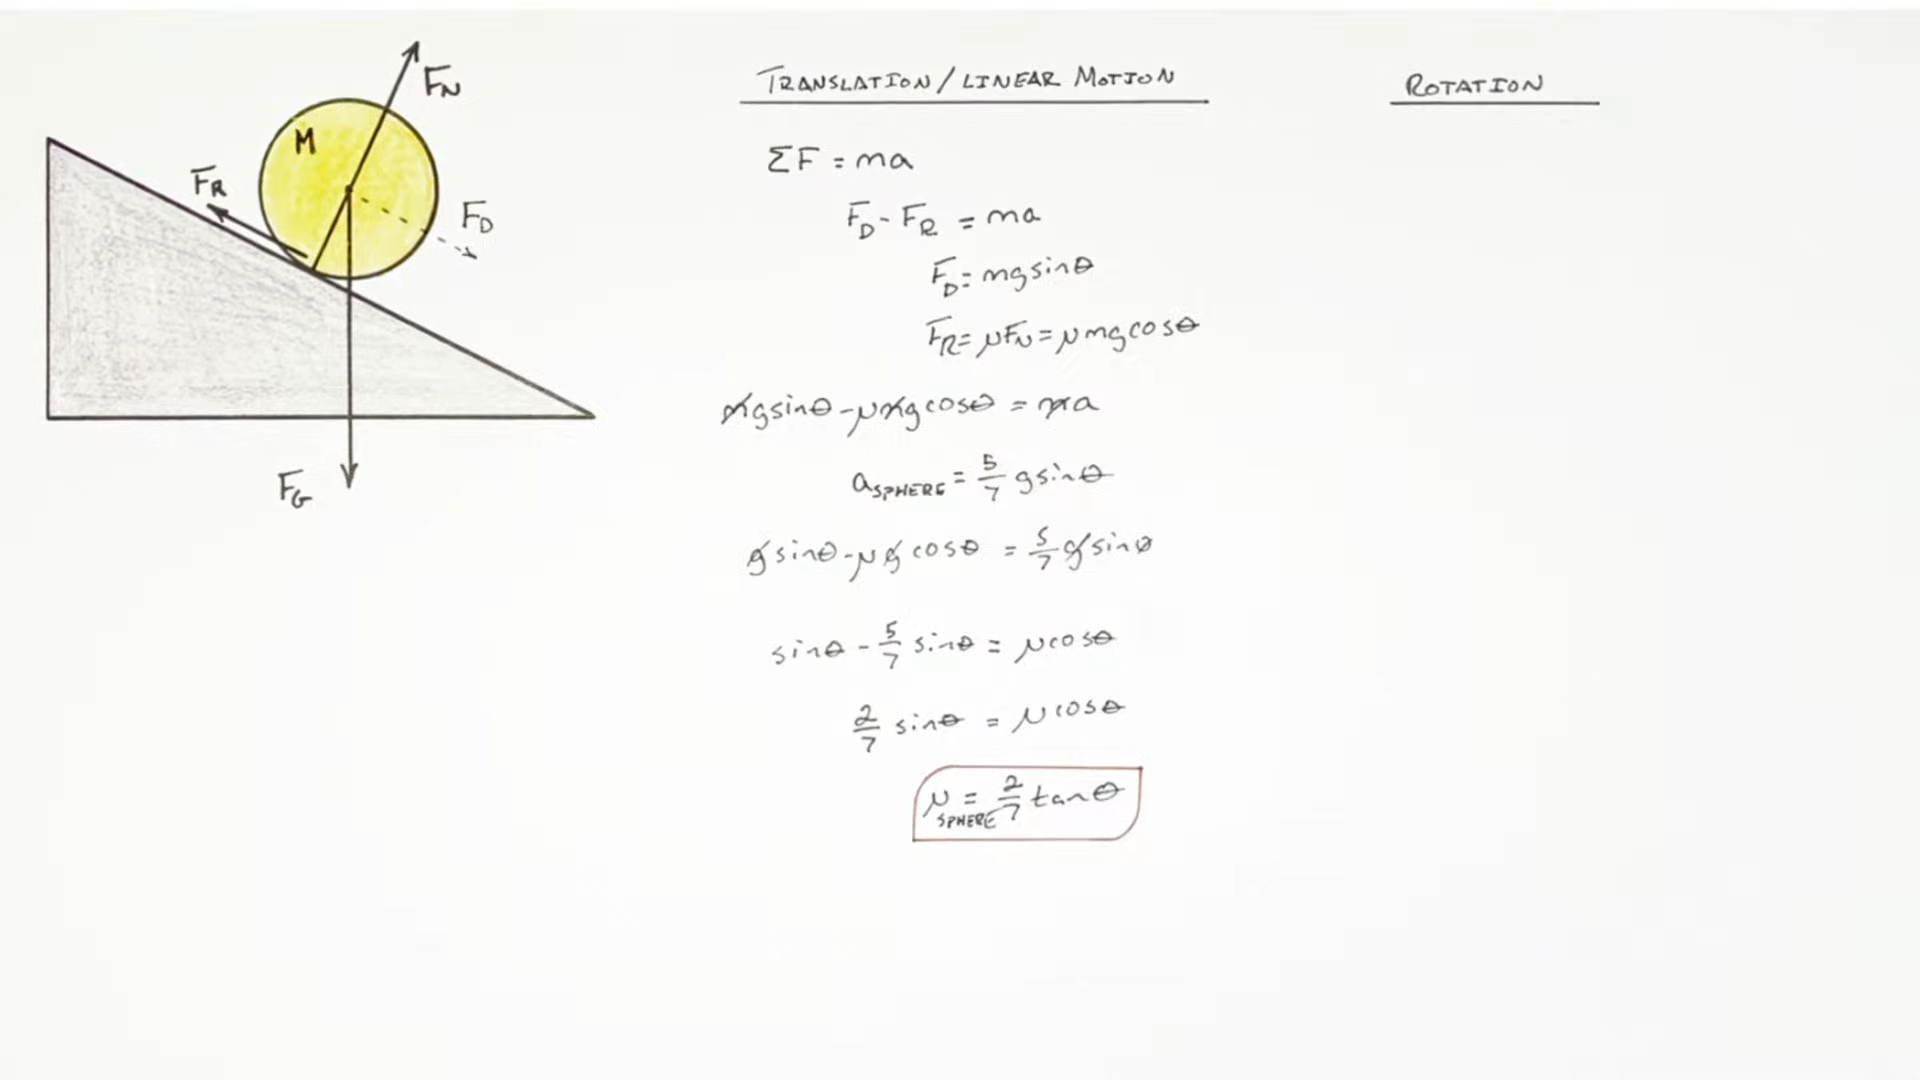 F_N
M
F_R
F_D
F_G
TRANSLATION/LINEAR MOTION
ΣF = ma
F_D - F_R = ma
F_D = mgsinθ
F_R = μF_N = μmgcosθ
mgsinθ - μmgcosθ = ma
a_SPHERE = 5/7 gsinθ
gsinθ - μgcosθ = 5/7 gsinθ
sinθ - 5/7 sinθ = μcosθ
2/7 sinθ = μcosθ
μ_SPHERE = 2/7 tanθ
ROTATION